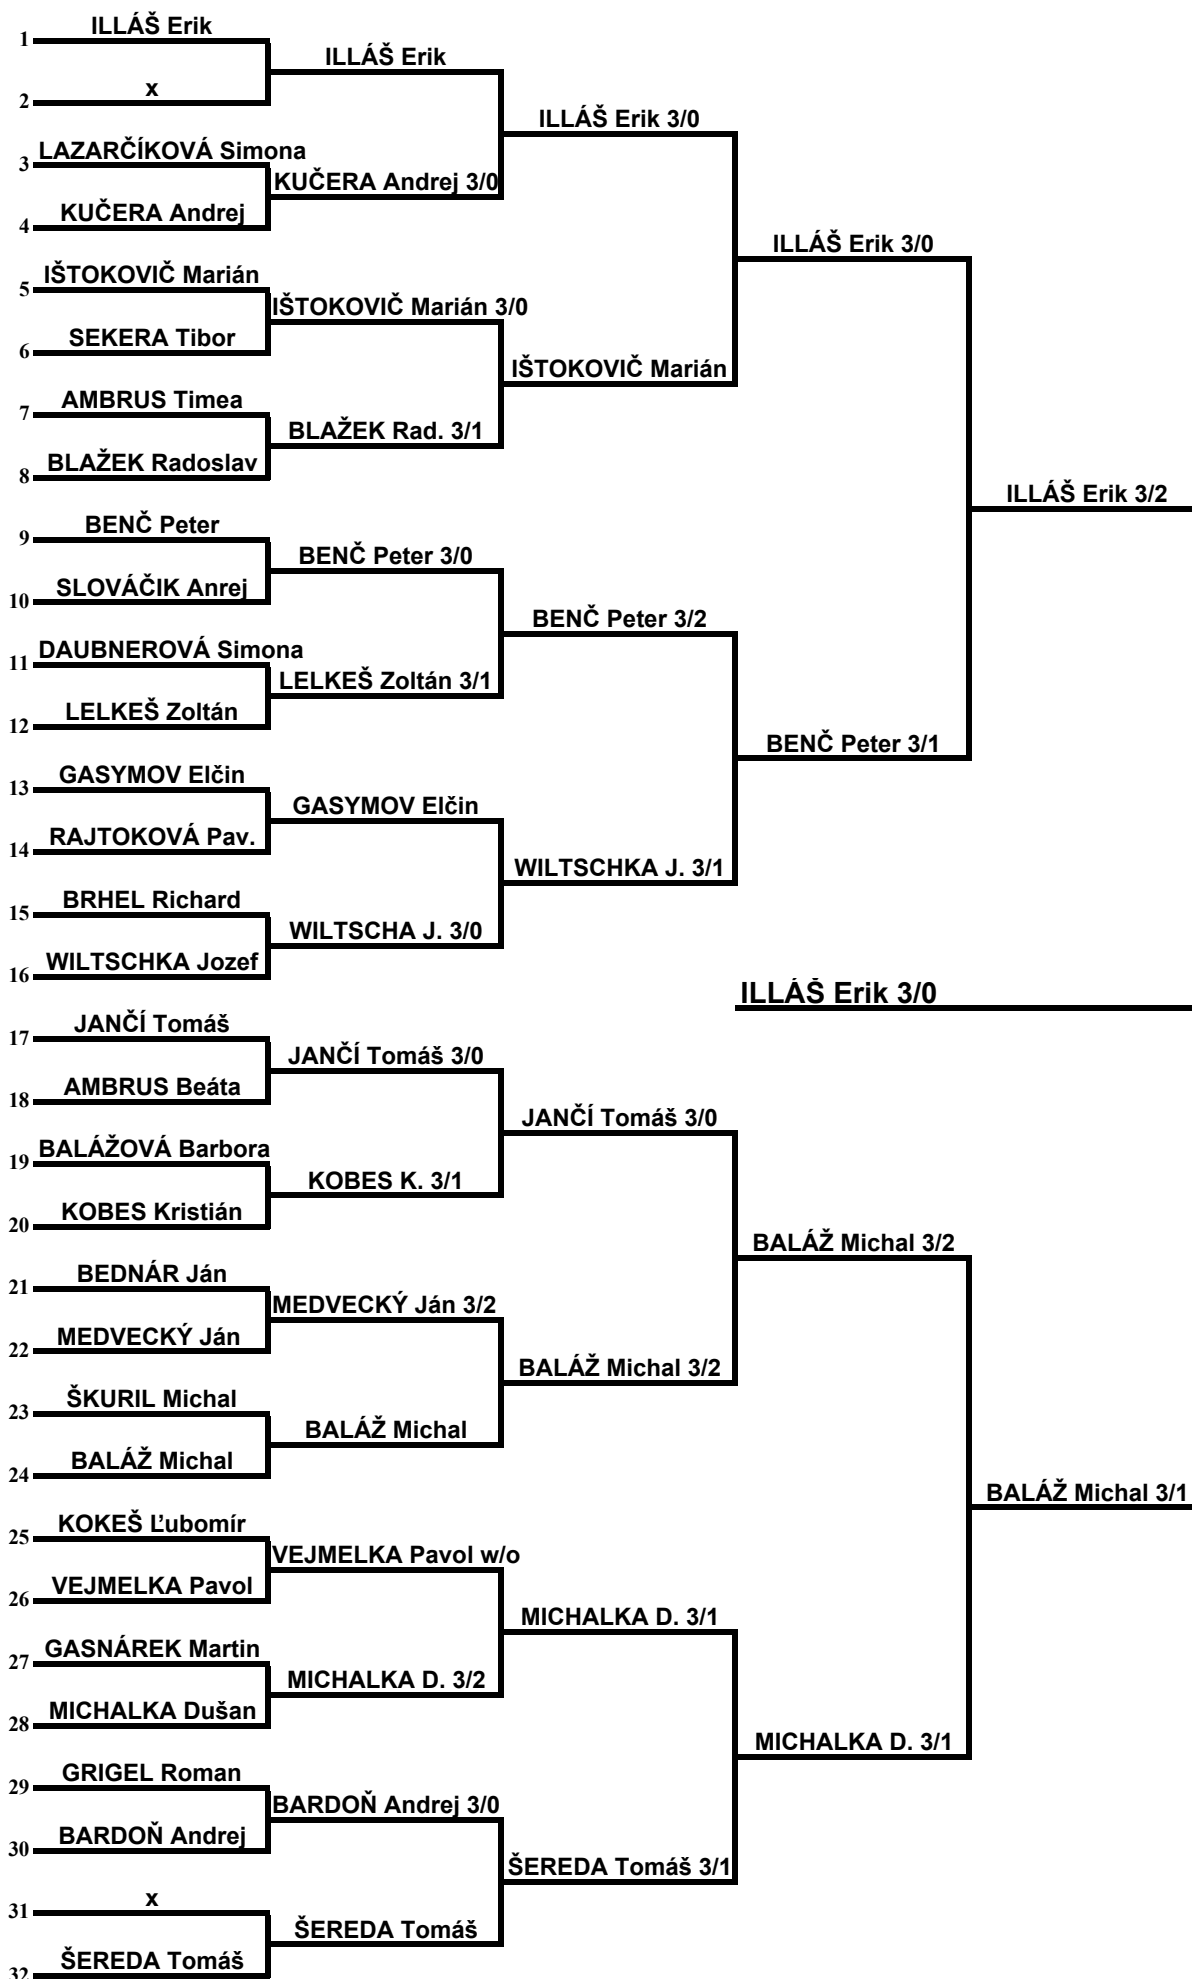 1 ILLÁŠ Erik
ILLÁŠ Erik
2 x
ILLÁŠ Erik 3/0
3 LAZARČÍKOVÁ Simona
KUČERA Andrej 3/0
4 KUČERA Andrej
ILLÁŠ Erik 3/0
5 IŠTOKOVIČ Marián
IŠTOKOVIČ Marián 3/0
6 SEKERA Tibor
IŠTOKOVIČ Marián
7 AMBRUS Timea
BLAŽEK Rad. 3/1
8 BLAŽEK Radoslav
ILLÁŠ Erik 3/2
9 BENČ Peter
BENČ Peter 3/0
10 SLOVÁČIK Anrej
BENČ Peter 3/2
11 DAUBNEROVÁ Simona
LELKEŠ Zoltán 3/1
12 LELKEŠ Zoltán
BENČ Peter 3/1
13 GASYMOV Elčin
GASYMOV Elčin
14 RAJTOKOVÁ Pav.
WILTSCHKA J. 3/1
15 BRHEL Richard
WILTSCHA J. 3/0
16 WILTSCHKA Jozef
ILLÁŠ Erik 3/0
17 JANČÍ Tomáš
JANČÍ Tomáš 3/0
18 AMBRUS Beáta
JANČÍ Tomáš 3/0
19 BALÁŽOVÁ Barbora
KOBES K. 3/1
20 KOBES Kristián
BALÁŽ Michal 3/2
21 BEDNÁR Ján
MEDVECKÝ Ján 3/2
22 MEDVECKÝ Ján
BALÁŽ Michal 3/2
23 ŠKURIL Michal
BALÁŽ Michal
24 BALÁŽ Michal
BALÁŽ Michal 3/1
25 KOKEŠ Ľubomír
VEJMELKA Pavol w/o
26 VEJMELKA Pavol
MICHALKA D. 3/1
27 GASNÁREK Martin
MICHALKA D. 3/2
28 MICHALKA Dušan
MICHALKA D. 3/1
29 GRIGEL Roman
BARDOŇ Andrej 3/0
30 BARDOŇ Andrej
ŠEREDA Tomáš 3/1
31 x
ŠEREDA Tomáš
32 ŠEREDA Tomáš